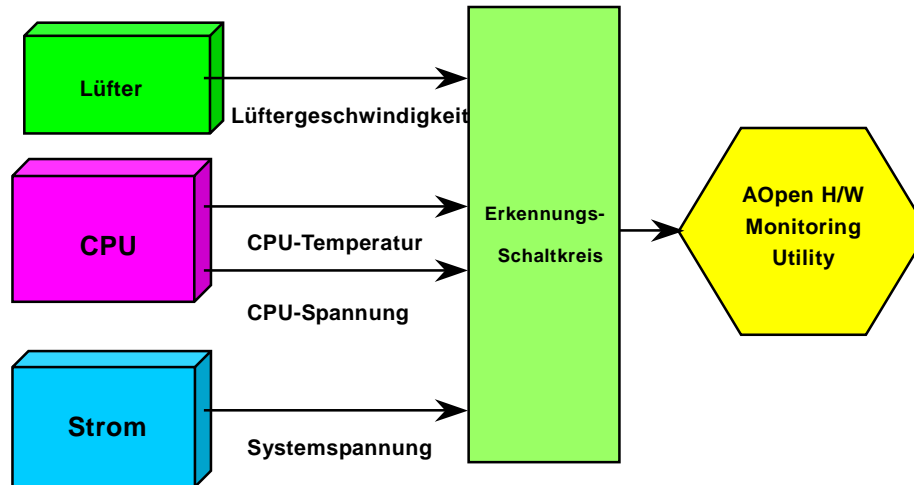 Lüfter
Lüftergeschwindigkeit
CPU
CPU-Temperatur
CPU-Spannung
Strom
Systemspannung
Erkennungs-
Schaltkreis
AOpen H/W
Monitoring
Utility